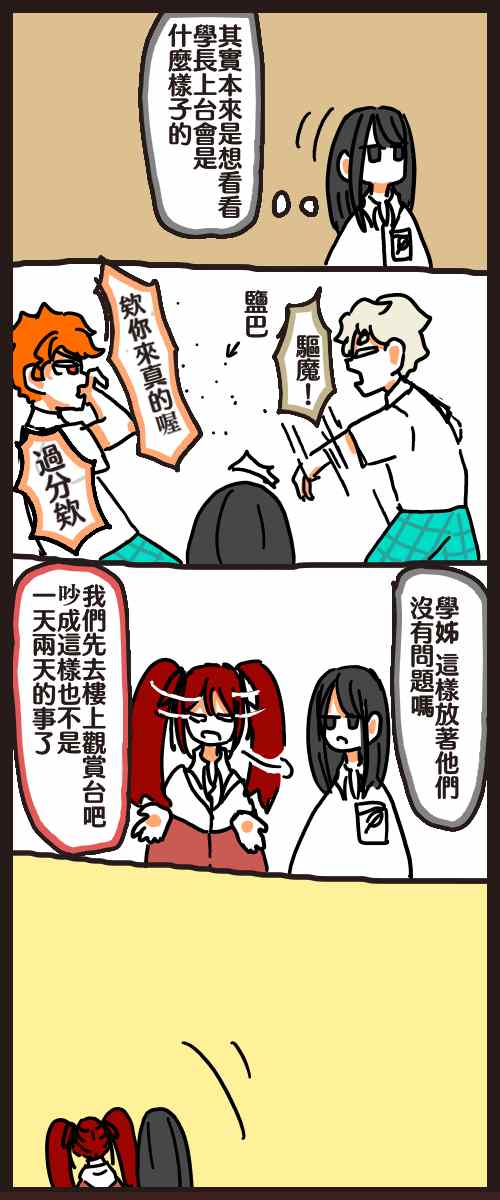 其實本來是想看看
學長上台會是
什麼樣子的
驅魔！
鹽巴
欸你來真的喔
過分欸
學姊 這樣放著他們
沒有問題嗎
我們先去樓上觀賞台吧
吵成這樣也不是
一天兩天的事了